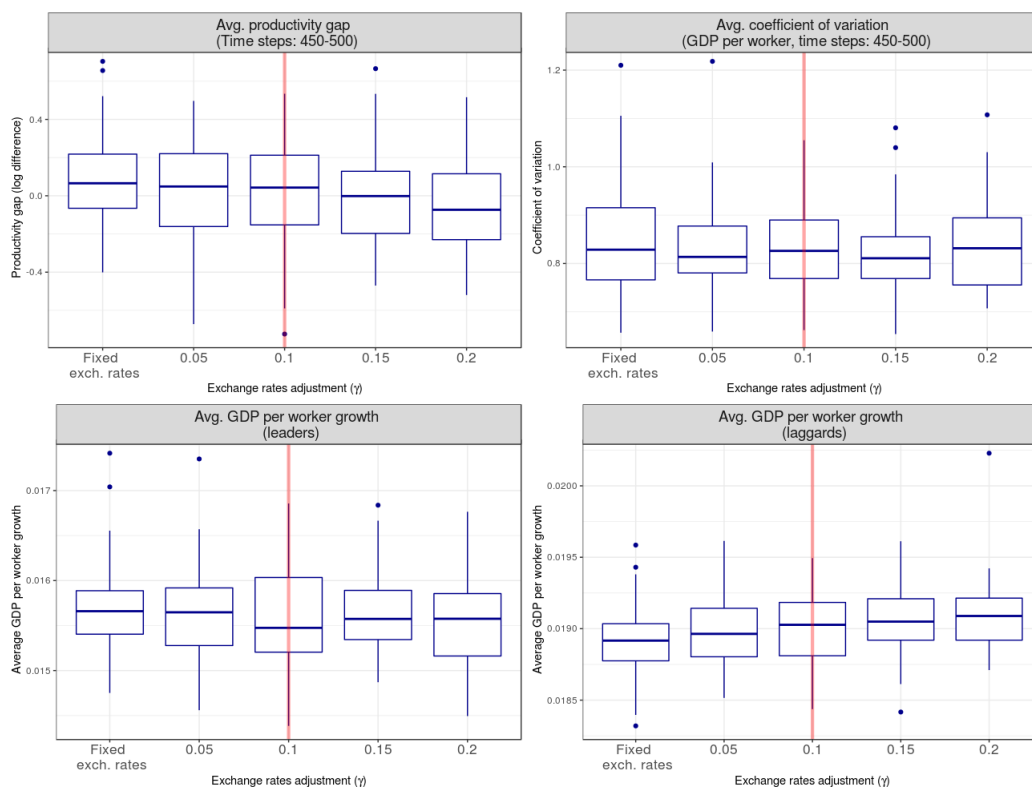 Avg. productivity gap
(Time steps: 450-500)
Productivity gap (log difference)
0.4
0.0
-0.4
Fixed
exch. rates
0.05
0.1
0.15
0.2
Exchange rates adjustment (γ)
Avg. coefficient of variation
(GDP per worker, time steps: 450-500)
Coefficient of variation
1.2
1.0
0.8
Fixed
exch. rates
0.05
0.1
0.15
0.2
Exchange rates adjustment (γ)
Avg. GDP per worker growth
(leaders)
Average GDP per worker growth
0.017
0.016
0.015
Fixed
exch. rates
0.05
0.1
0.15
0.2
Exchange rates adjustment (γ)
Avg. GDP per worker growth
(laggards)
Average GDP per worker growth
0.0200
0.0195
0.0190
0.0185
Fixed
exch. rates
0.05
0.1
0.15
0.2
Exchange rates adjustment (γ)